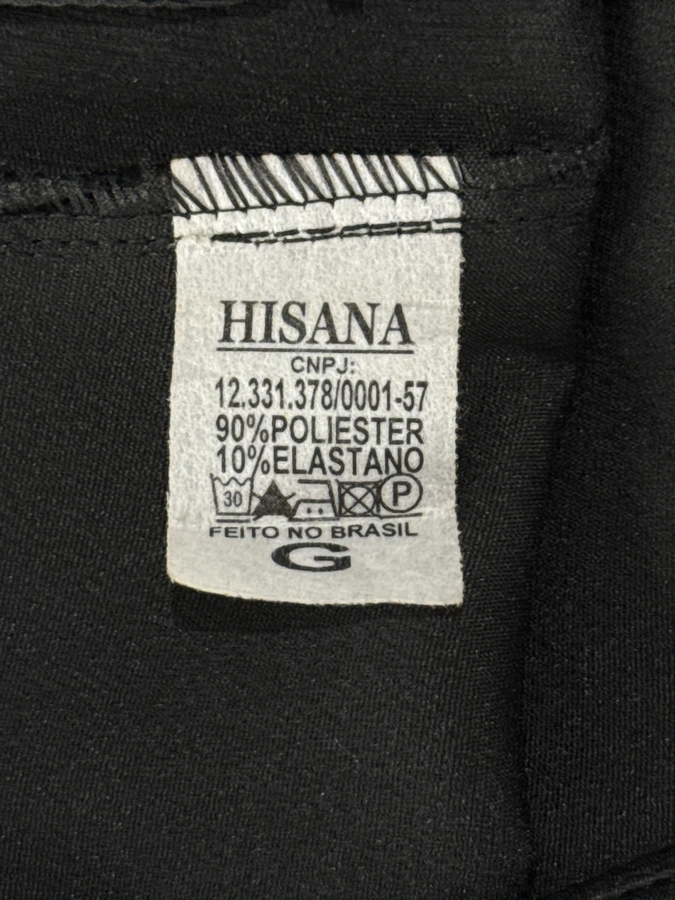 HISANA
CNPJ:
12.331.378/0001-57
90%POLIESTER
10%ELASTANO
30 P
FEITO NO BRASIL
G